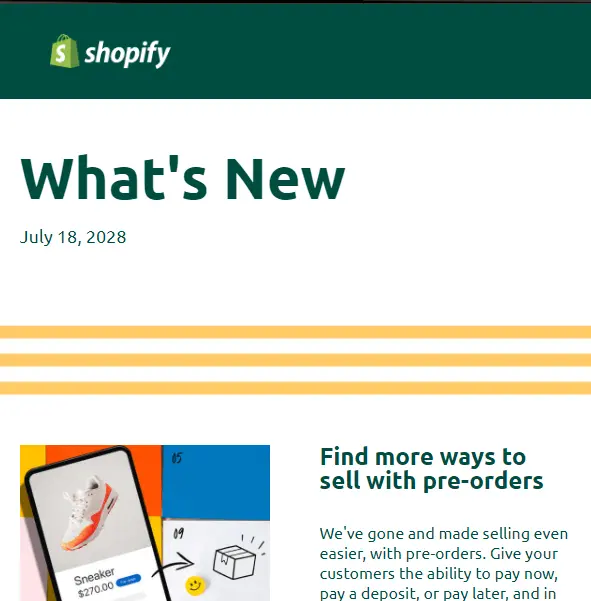 shopify
What's New
July 18, 2028
05
09
Sneaker
$270.00
Find more ways to
sell with pre-orders
We've gone and made selling even
easier, with pre-orders. Give your
customers the ability to pay now,
pay a deposit, or pay later, and in